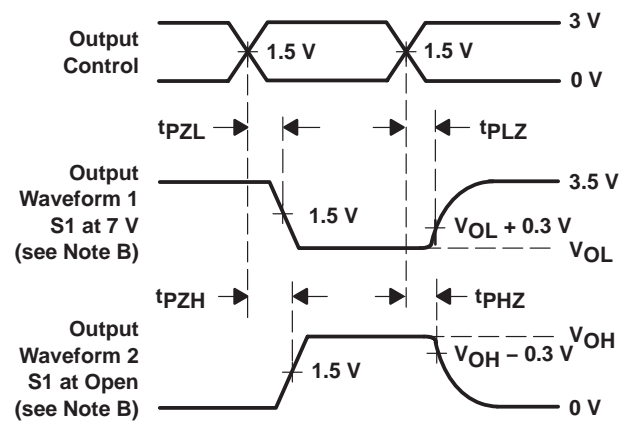 Output
Control
1.5 V
1.5 V
3 V
0 V
tPZL
tPLZ
Output
Waveform 1
S1 at 7 V
(see Note B)
1.5 V
3.5 V
VOL + 0.3 V
VOL
tPZH
tPHZ
Output
Waveform 2
S1 at Open
(see Note B)
1.5 V
VOH
VOH − 0.3 V
0 V